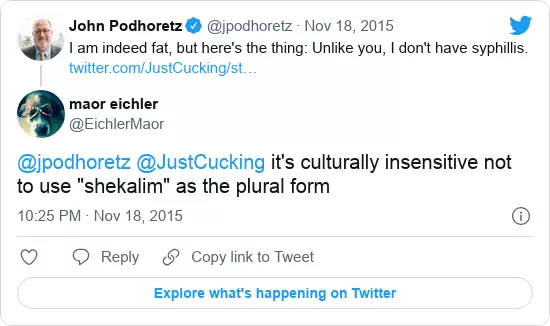 John Podhoretz @jpodhoretz · Nov 18, 2015
I am indeed fat, but here's the thing: Unlike you, I don't have syphillis.
twitter.com/JustCucking/st…
maor eichler
@EichlerMaor
@jpodhoretz @JustCucking it's culturally insensitive not
to use "shekalim" as the plural form
10:25 PM · Nov 18, 2015
Reply Copy link to Tweet
Explore what's happening on Twitter